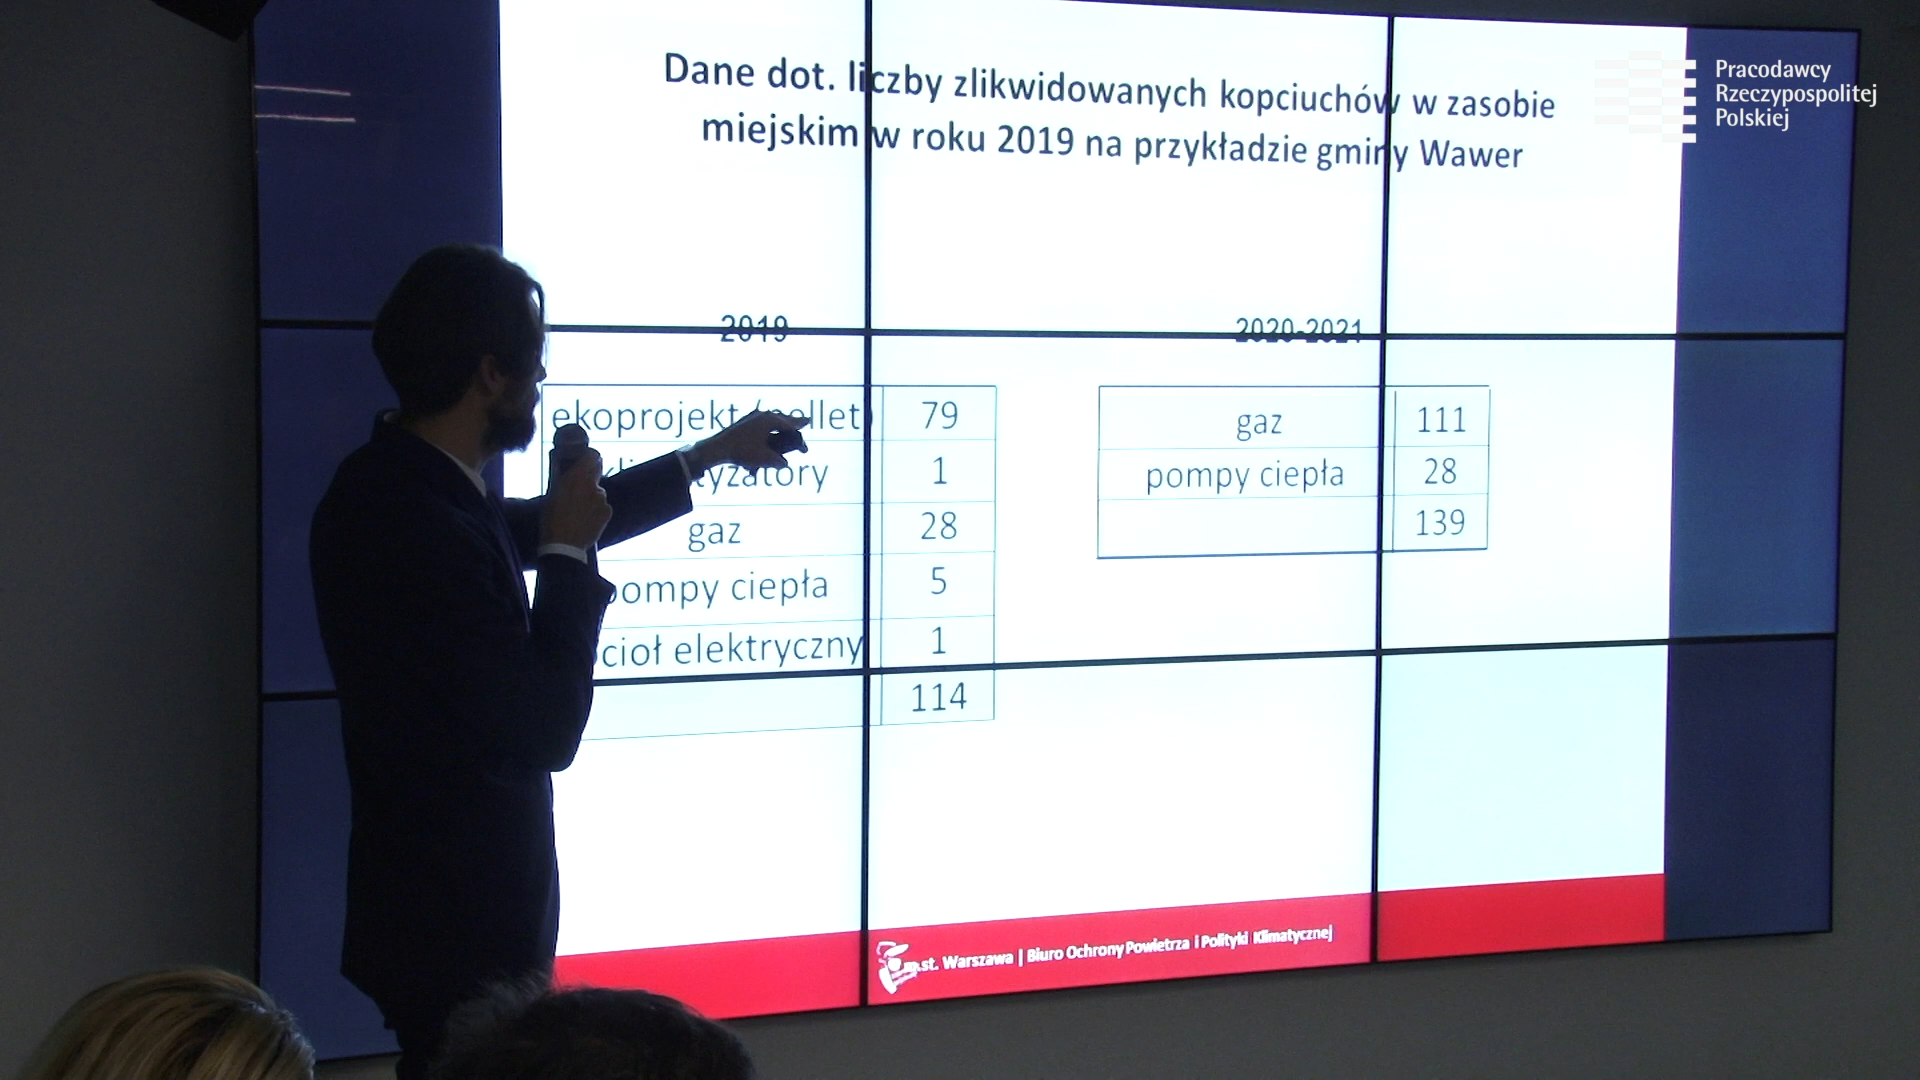 Dane dot. liczby zlikwidowanych kopciuchów w zasobie
miejskim w roku 2019 na przykładzie gminy Wawer
Pracodawcy
Rzeczypospolitej
Polskiej
2019
ekoprojekt (pellet) 79
1
gaz 28
pompy ciepła 5
elektryczny 1
114
2020-2021
gaz 111
pompy ciepła 28
139
m.st. Warszawa | Biuro Ochrony Powietrza i Polityki Klimatycznej